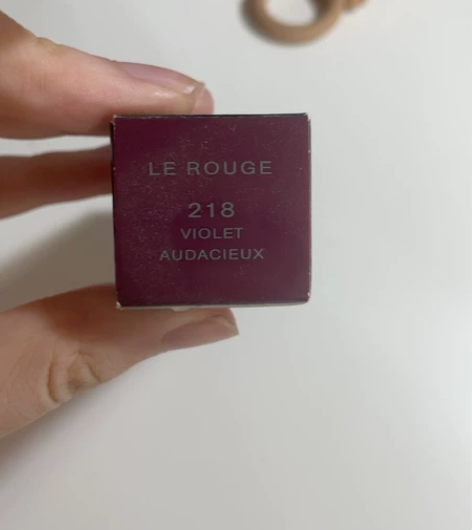 LE ROUGE
218
VIOLET
AUDACIEUX